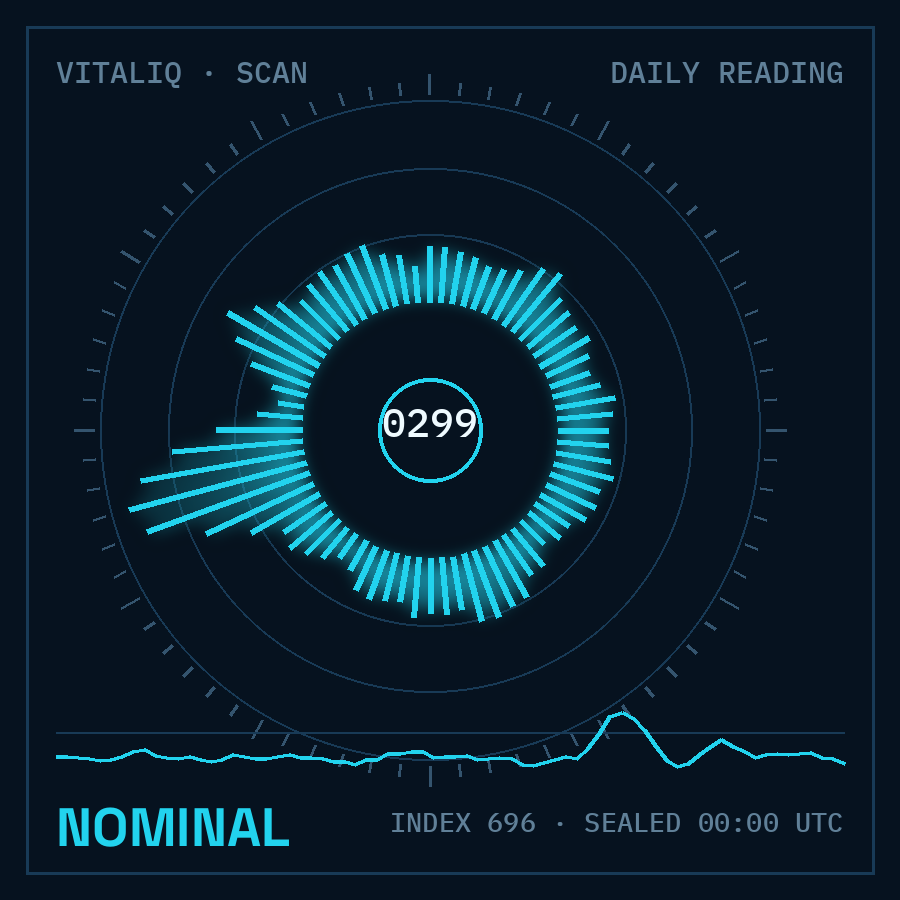 VITALIQ · SCAN
DAILY READING
0299
NOMINAL
INDEX 696 · SEALED 00:00 UTC